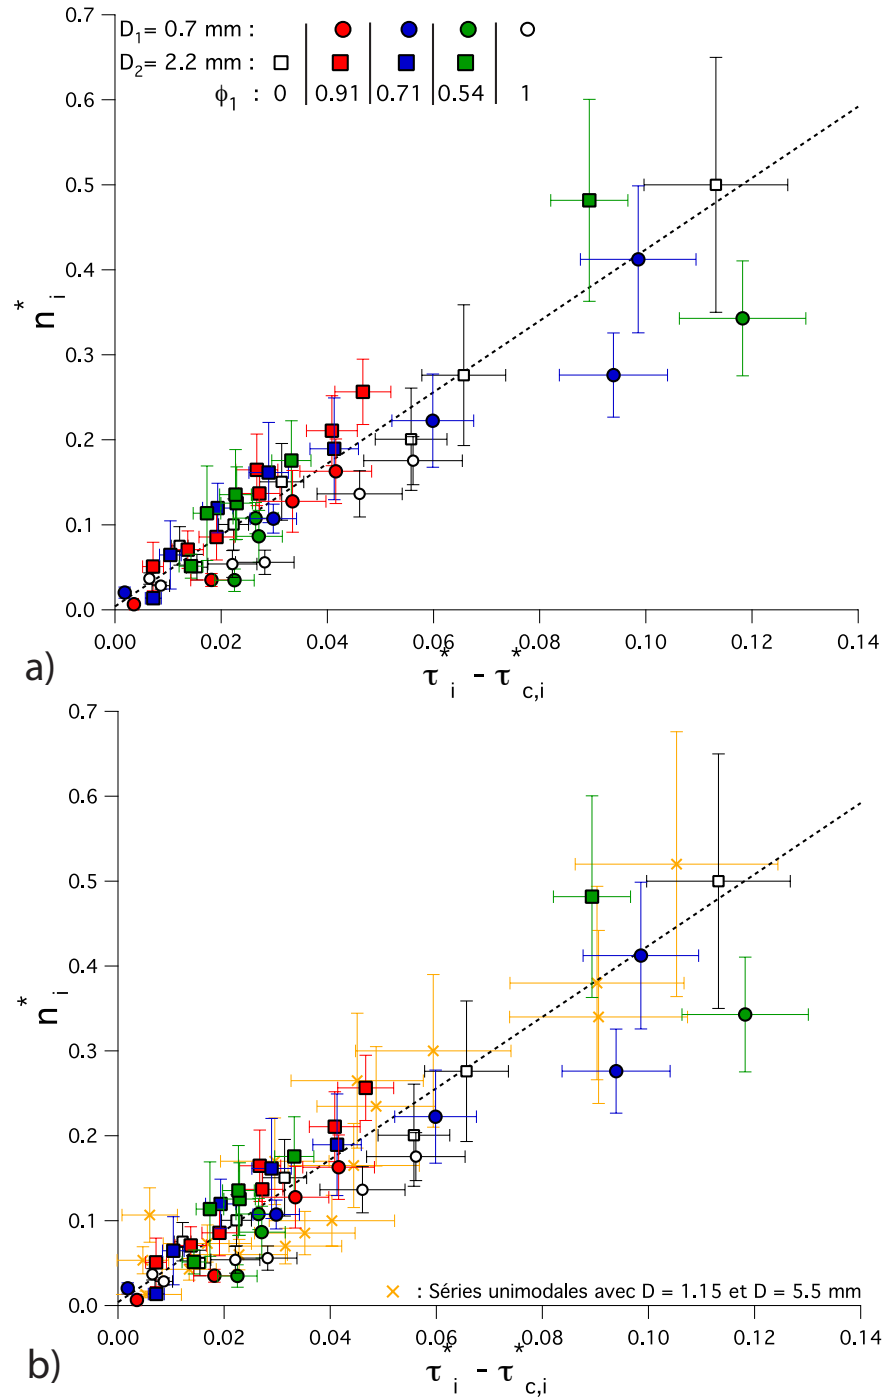 0.7
D₁= 0.7 mm :
D₂= 2.2 mm :
ϕ₁ : 0 0.91 0.71 0.54 1
0.6
0.5
0.4
n*ᵢ
0.3
0.2
0.1
0.0
0.00 0.02 0.04 0.06 0.08 0.10 0.12 0.14
a) τ*ᵢ - τ*c,i
0.7
0.6
0.5
0.4
n*ᵢ
0.3
0.2
0.1
× : Séries unimodales avec D = 1.15 et D = 5.5 mm
0.0
0.00 0.02 0.04 0.06 0.08 0.10 0.12 0.14
b) τ*ᵢ - τ*c,i